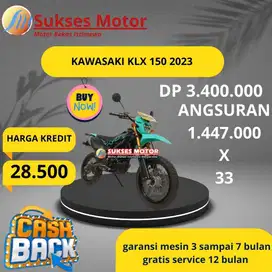 Sukses Motor
Motor Bekas Istimewa
KAWASAKI KLX 150 2023
DP 3.400.000
ANGSURAN
1.447.000
X
33
BUY
Now!
HARGA KREDIT
28.500
SUKSES MOTOR
CASH
BACK
garansi mesin 3 sampai 7 bulan
gratis service 12 bulan